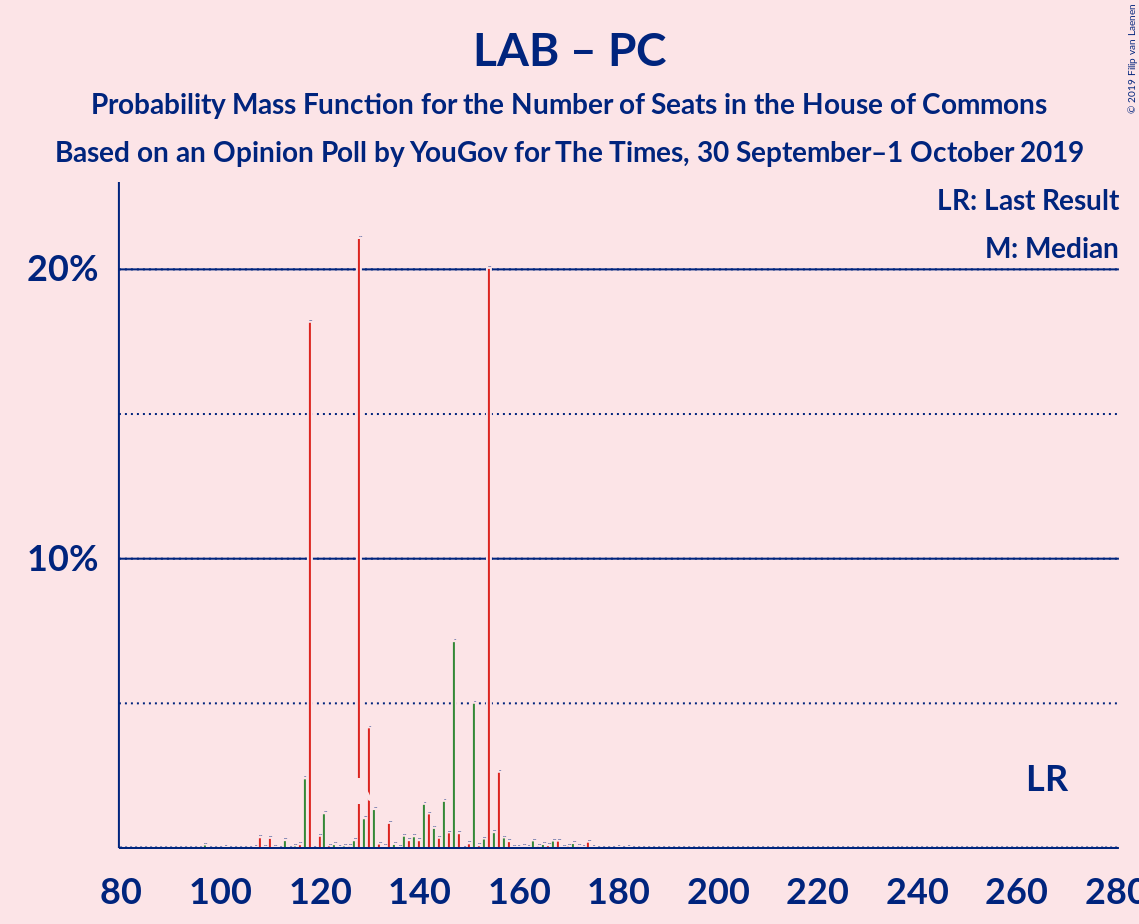 LAB – PC
Probability Mass Function for the Number of Seats in the House of Commons
Based on an Opinion Poll by YouGov for The Times, 30 September–1 October 2019
© 2019 Filip van Laenen
LR: Last Result
M: Median
20%
10%
LR
80 100 120 140 160 180 200 220 240 260 280